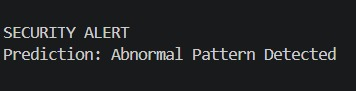 SECURITY ALERT
Prediction: Abnormal Pattern Detected